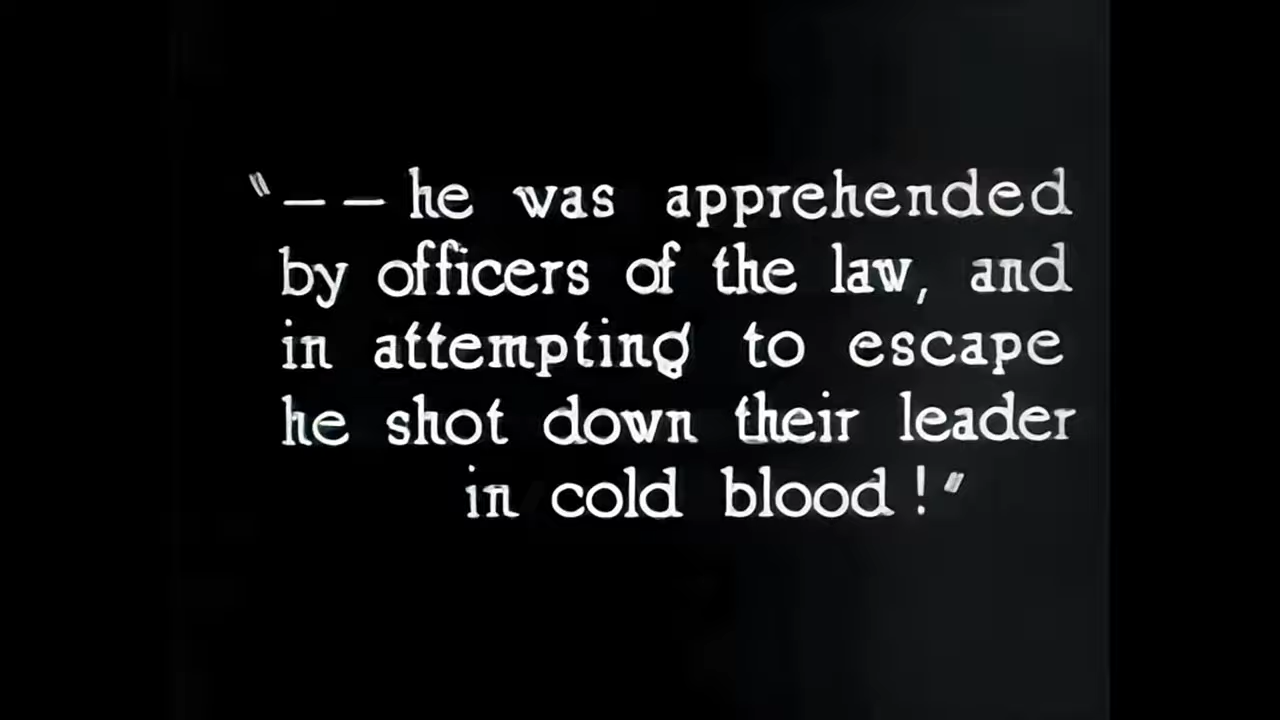 "—— he was apprehended
by officers of the law, and
in attempting to escape
he shot down their leader
in cold blood!"